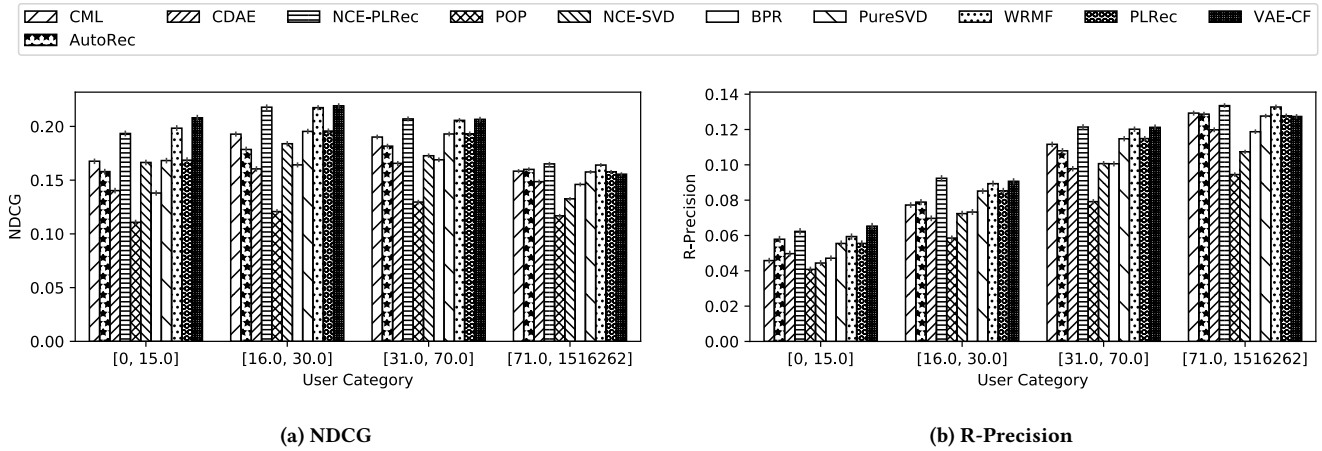 CML CDAE NCE-PLRec POP NCE-SVD BPR PureSVD WRMF PLRec VAE-CF
AutoRec
NDCG
0.20
0.15
0.10
0.05
0.00
[0, 15.0] [16.0, 30.0] [31.0, 70.0] [71.0, 1516262]
User Category
(a) NDCG
R-Precision
0.14
0.12
0.10
0.08
0.06
0.04
0.02
0.00
[0, 15.0] [16.0, 30.0] [31.0, 70.0] [71.0, 1516262]
User Category
(b) R-Precision